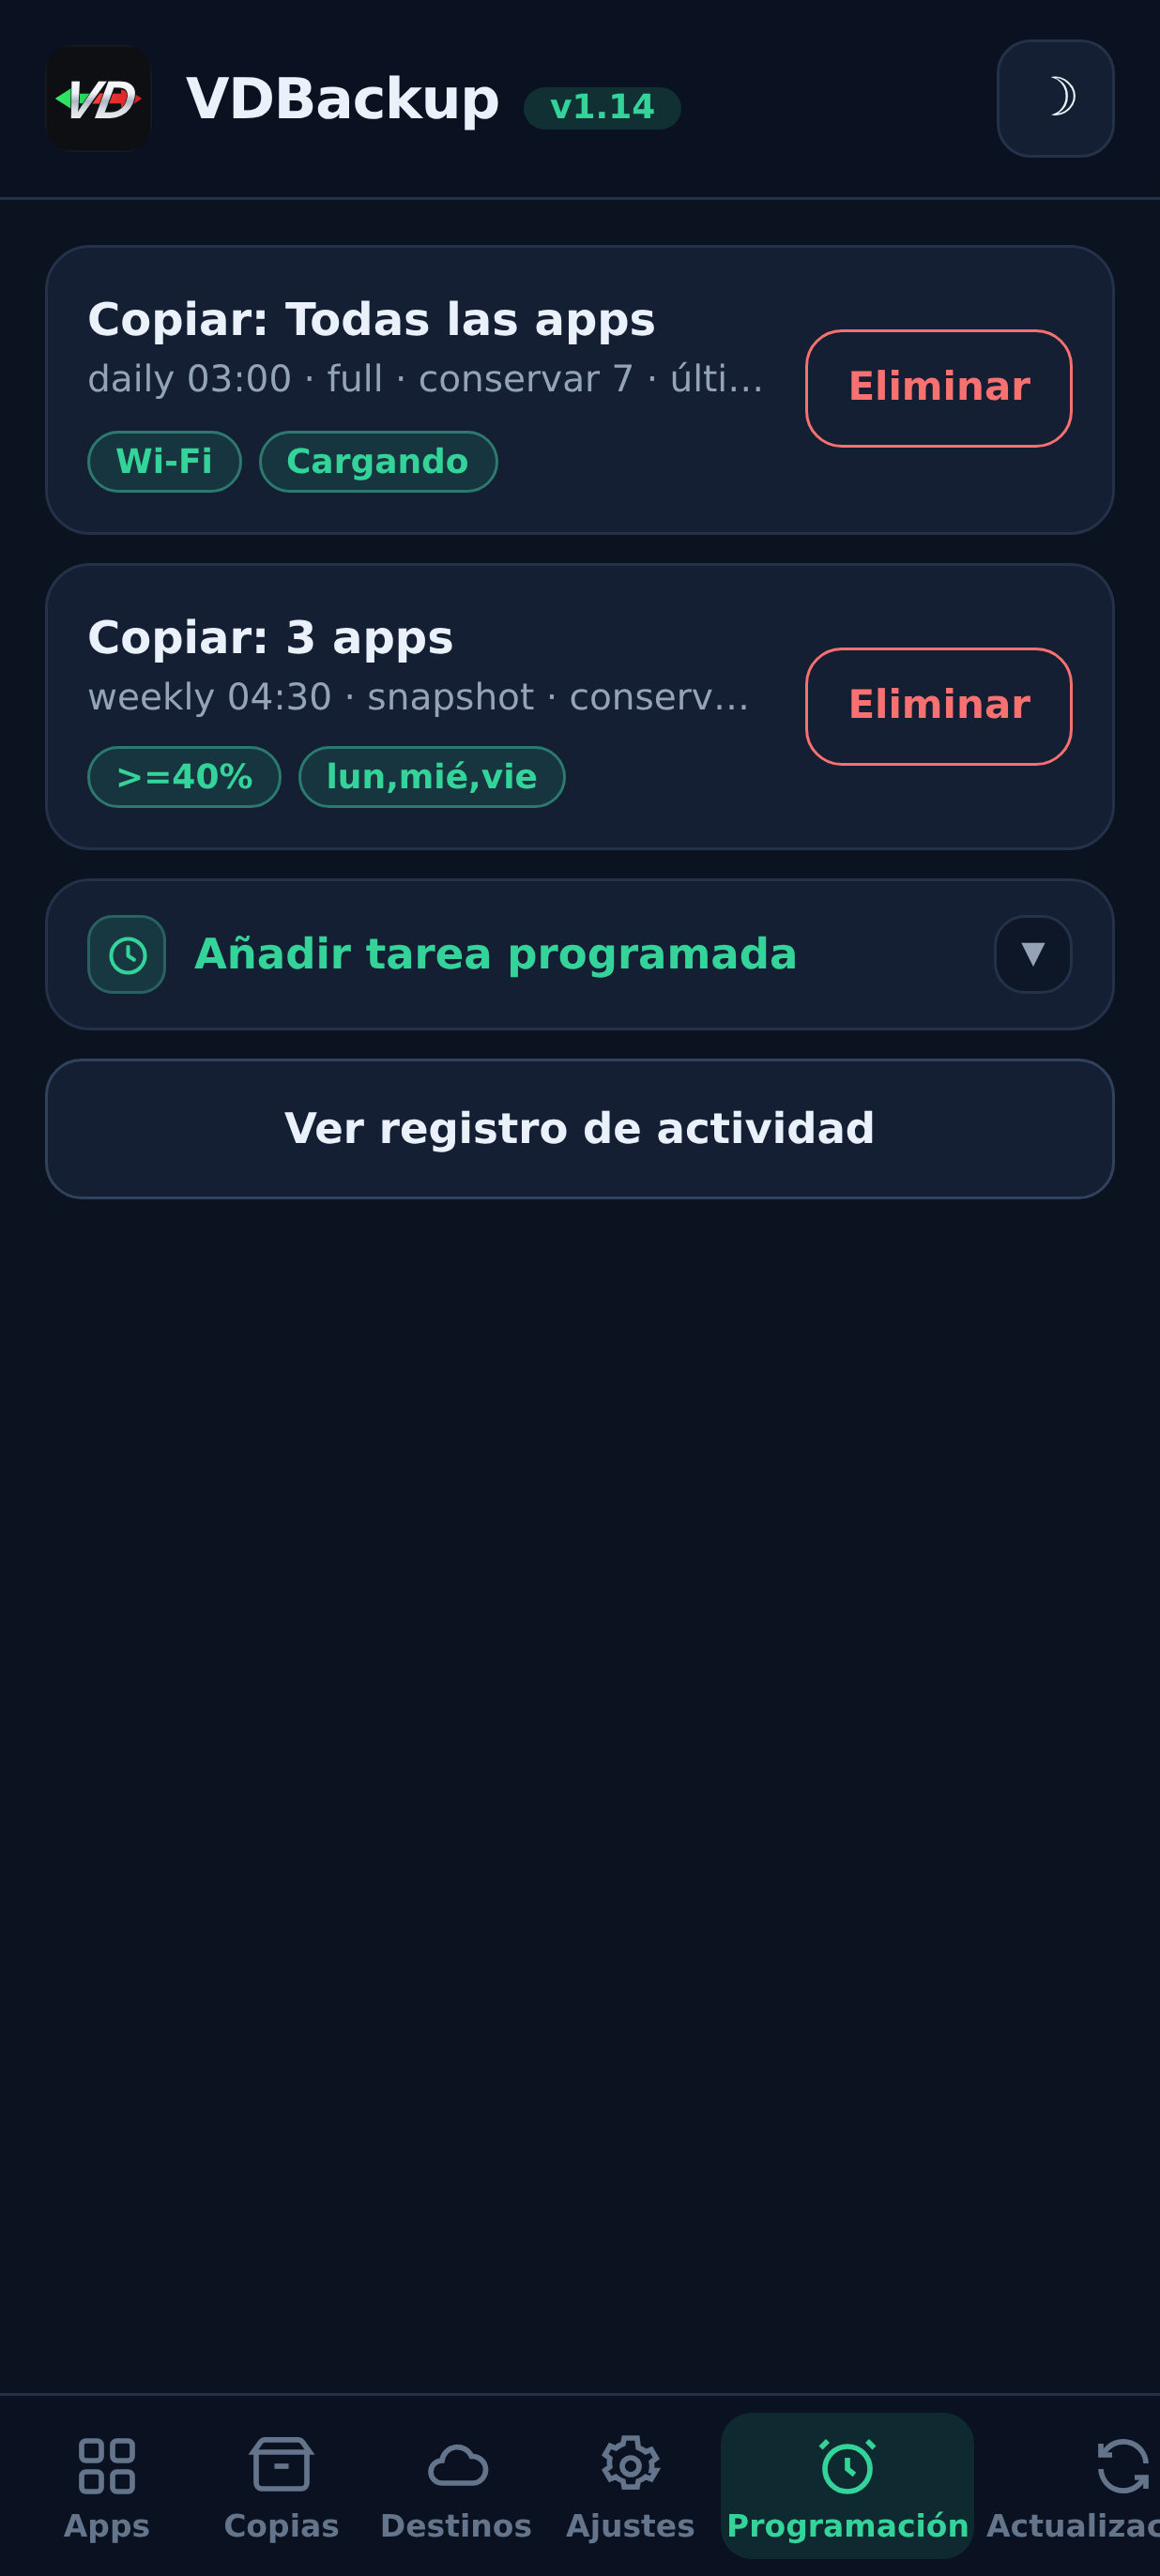 VD
VDBackup v1.14
Copiar: Todas las apps
daily 03:00 · full · conservar 7 · últi...
Eliminar
Wi-Fi Cargando
Copiar: 3 apps
weekly 04:30 · snapshot · conserv...
Eliminar
>=40% lun,mié,vie
Añadir tarea programada
Ver registro de actividad
Apps Copias Destinos Ajustes Programación Actualizac